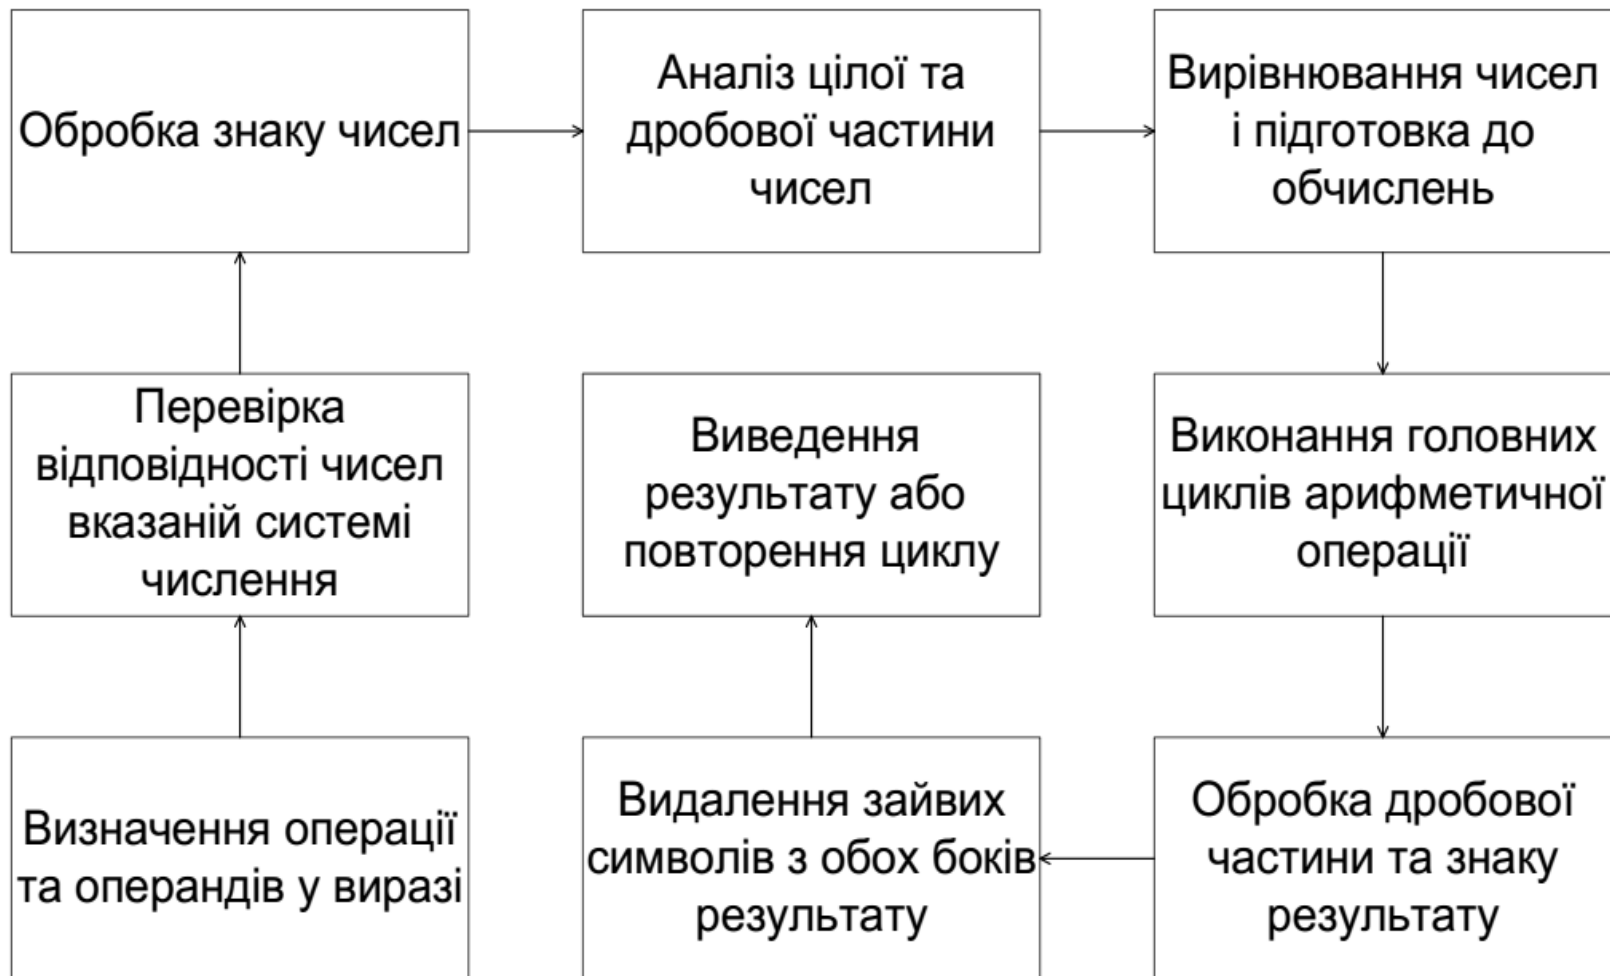 Обробка знаку чисел
Аналіз цілої та
дробової частини
чисел
Вирівнювання чисел
і підготовка до
обчислень
Перевірка
відповідності чисел
вказаній системі
числення
Виведення
результату або
повторення циклу
Виконання головних
циклів арифметичної
операції
Визначення операції
та операндів у виразі
Видалення зайвих
символів з обох боків
результату
Обробка дробової
частини та знаку
результату